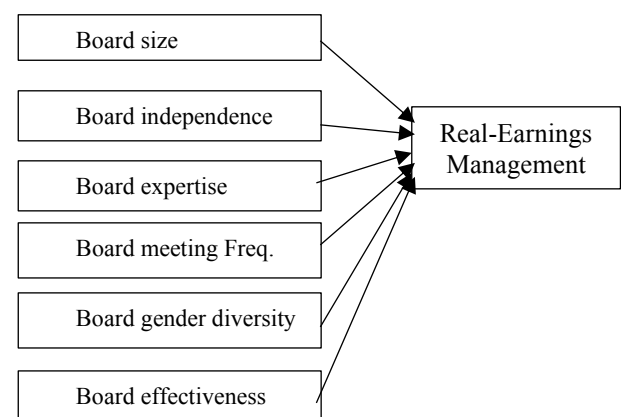 Board size
Board independence
Board expertise
Board meeting Freq.
Board gender diversity
Board effectiveness
Real-Earnings
Management